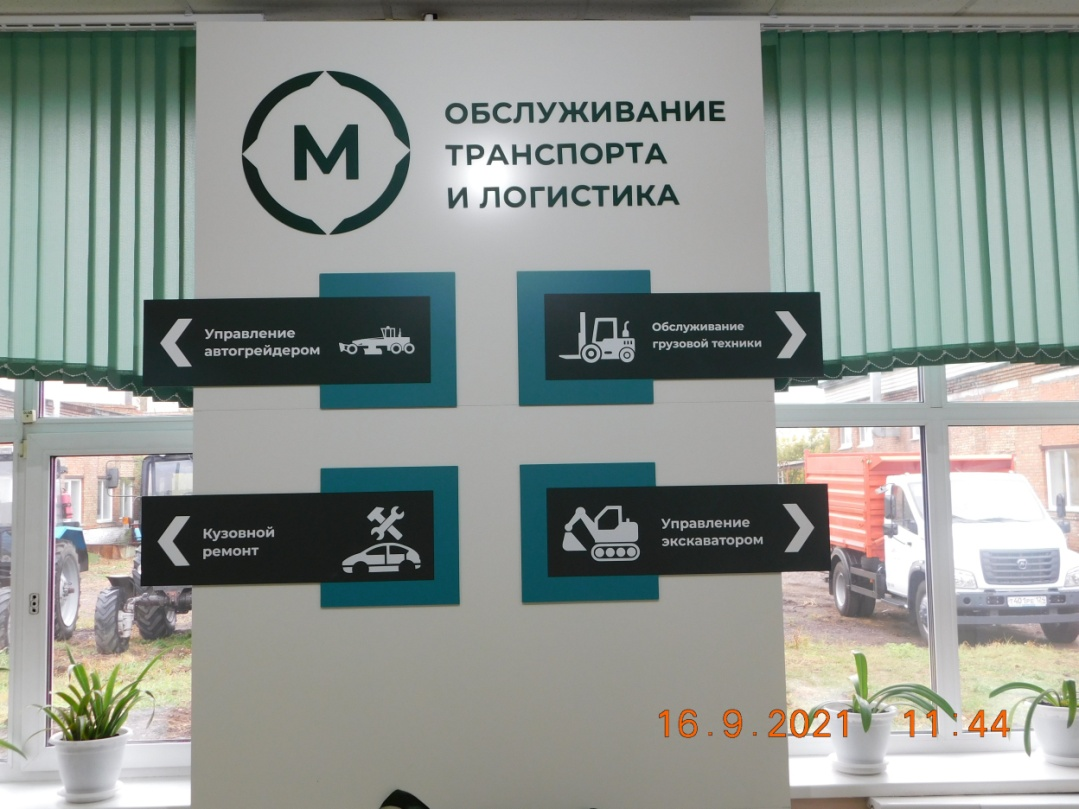 М
ОБСЛУЖИВАНИЕ
ТРАНСПОРТА
И ЛОГИСТИКА
Управление
автогрейдером
Обслуживание
грузовой техники
Кузовной
ремонт
Управление
экскаватором
16.9.2021 11:44